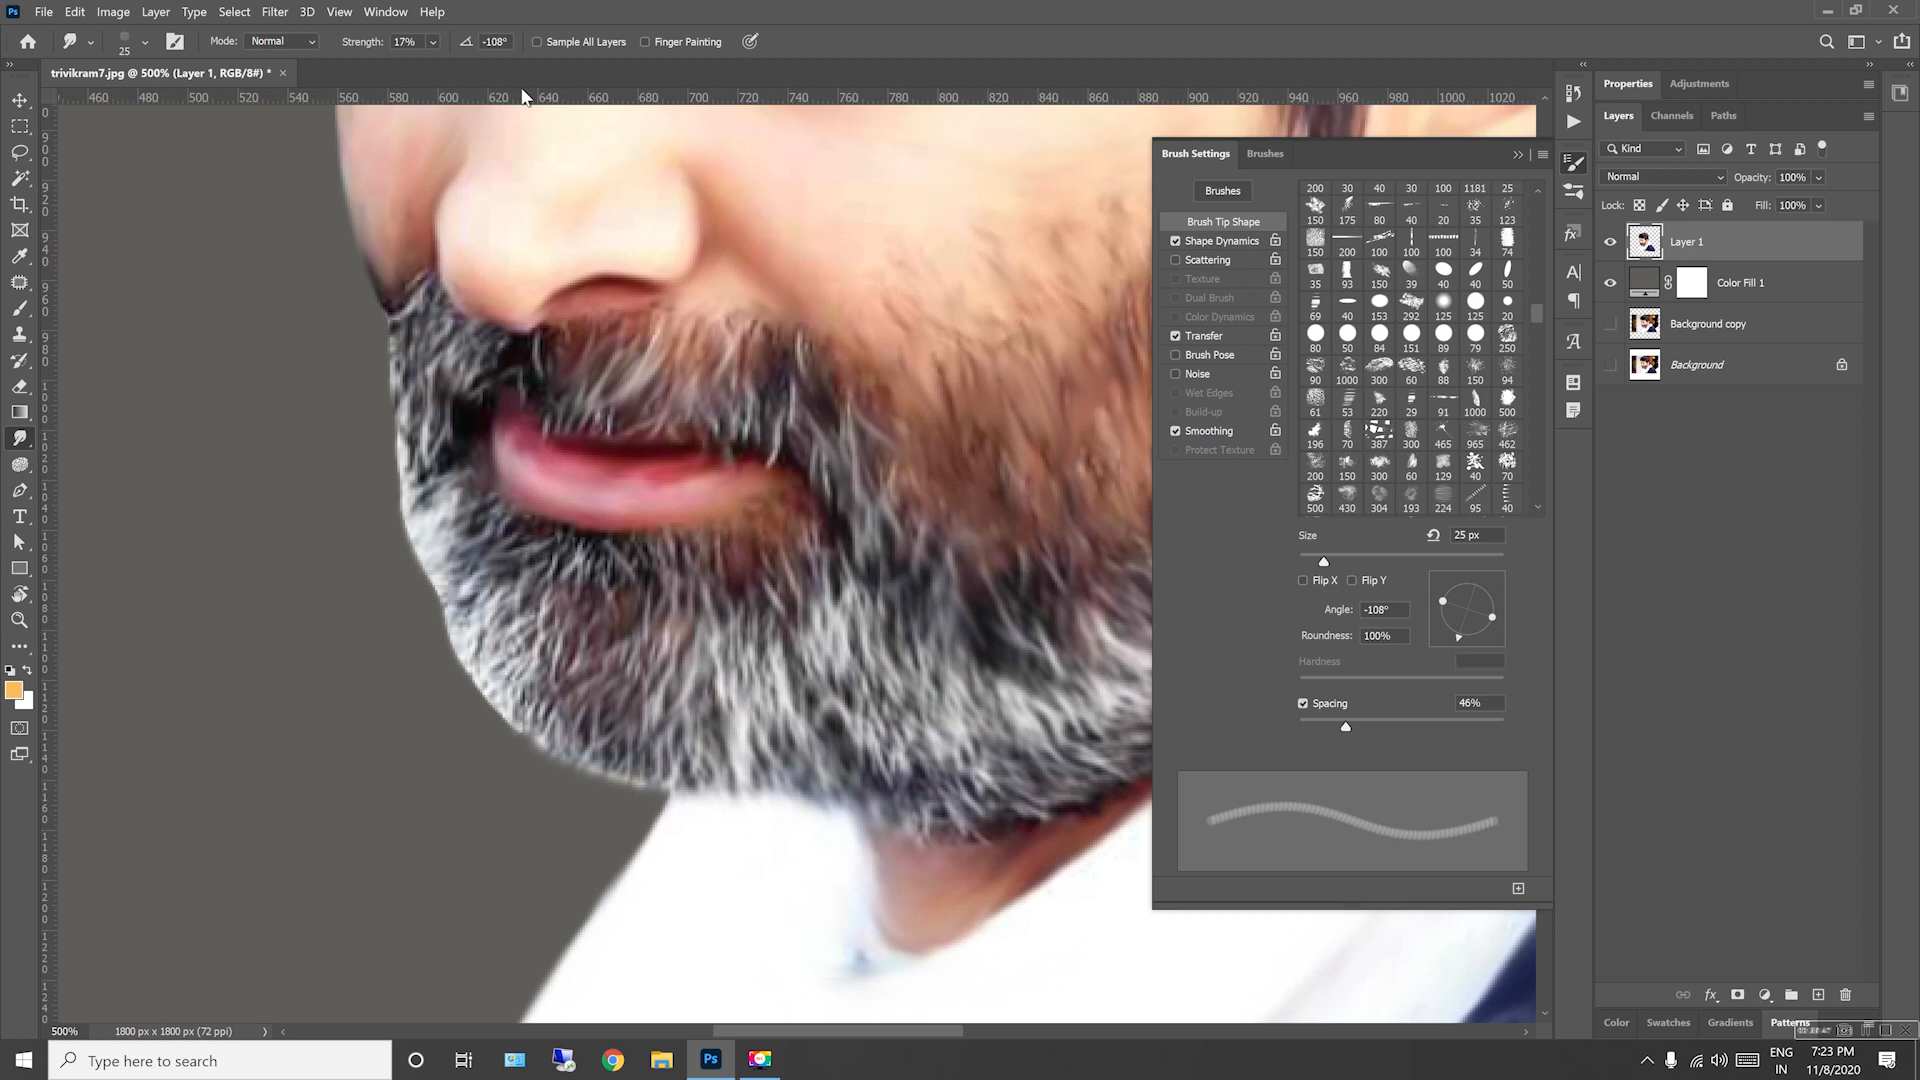 Ps File Edit Image Layer Type Select Filter 3D View Window Help
25 Mode: Normal Strength: 17% -108° Sample All Layers Finger Painting
trivikram7.jpg @ 500% (Layer 1, RGB/8#) * ×
460 480 500 520 540 560 580 600 620 640 660 680 700 720 740 760 780 800 820 840 860 880 900 910 920 940 960 980 1000 1020
Brush Settings Brushes
Brushes
Brush Tip Shape
Shape Dynamics
Scattering
Texture
Dual Brush
Color Dynamics
Transfer
Brush Pose
Noise
Wet Edges
Build-up
Smoothing
Protect Texture
200 30 40 30 100 1181 25
150 175 80 40 20 35 123
150 200 100 100 100 34 74
35 93 150 39 40 40 50
69 40 153 292 125 125 20
80 50 84 151 89 79 250
90 1000 300 60 88 150 94
61 53 220 29 91 1000 500
196 70 387 300 465 965 462
200 150 300 60 129 40 70
500 430 304 193 224 95 40
Size 25 px
Flip X Flip Y
Angle: -108°
Roundness: 100%
Hardness
Spacing 46%
Properties Adjustments
Layers Channels Paths
Kind
Normal Opacity: 100%
Lock: Fill: 100%
Layer 1
Color Fill 1
Background copy
Background
Color Swatches Gradients Patterns
500% 1800 px x 1800 px (72 ppi)
Type here to search
Ps
ENG
IN
7:23 PM
11/8/2020